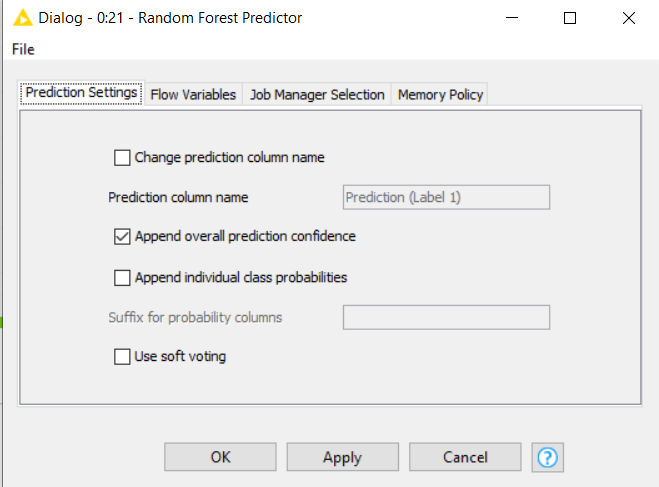 Dialog - 0:21 - Random Forest Predictor
File
Prediction Settings Flow Variables Job Manager Selection Memory Policy
Change prediction column name
Prediction column name Prediction (Label 1)
Append overall prediction confidence
Append individual class probabilities
Suffix for probability columns
Use soft voting
OK Apply Cancel ?